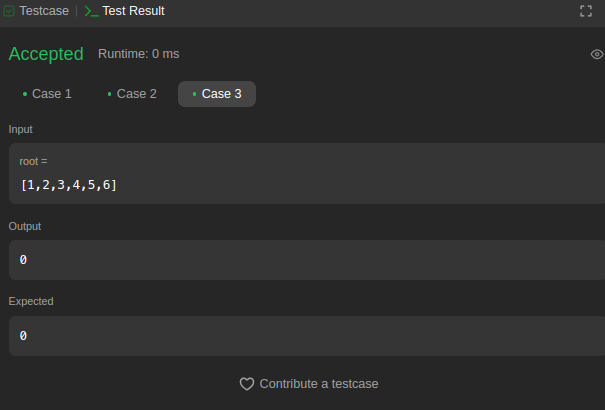 Testcase | >_ Test Result
Accepted Runtime: 0 ms
• Case 1 • Case 2 • Case 3
Input
root =
[1,2,3,4,5,6]
Output
0
Expected
0
Contribute a testcase